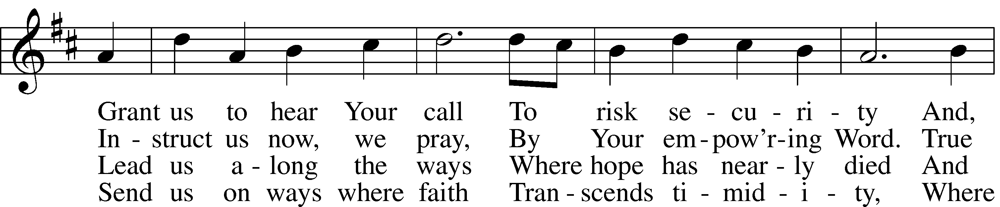 Grant us to hear Your call To risk se - cu - ri - ty And,
In - struct us now, we pray, By Your em - pow'r - ing Word. True
Lead us a - long the ways Where hope has near - ly died And
Send us on ways where faith Tran - scends ti - mid - i - ty, Where